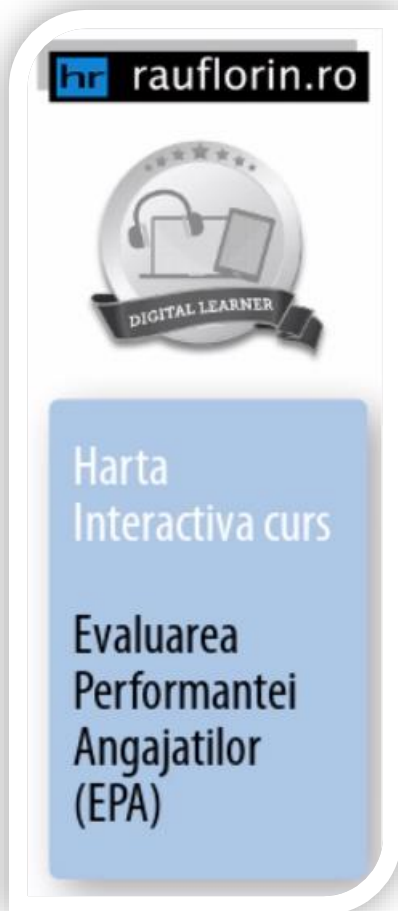 hr rauflorin.ro
DIGITAL LEARNER
Harta
Interactiva curs
Evaluarea
Performantei
Angajatilor
(EPA)